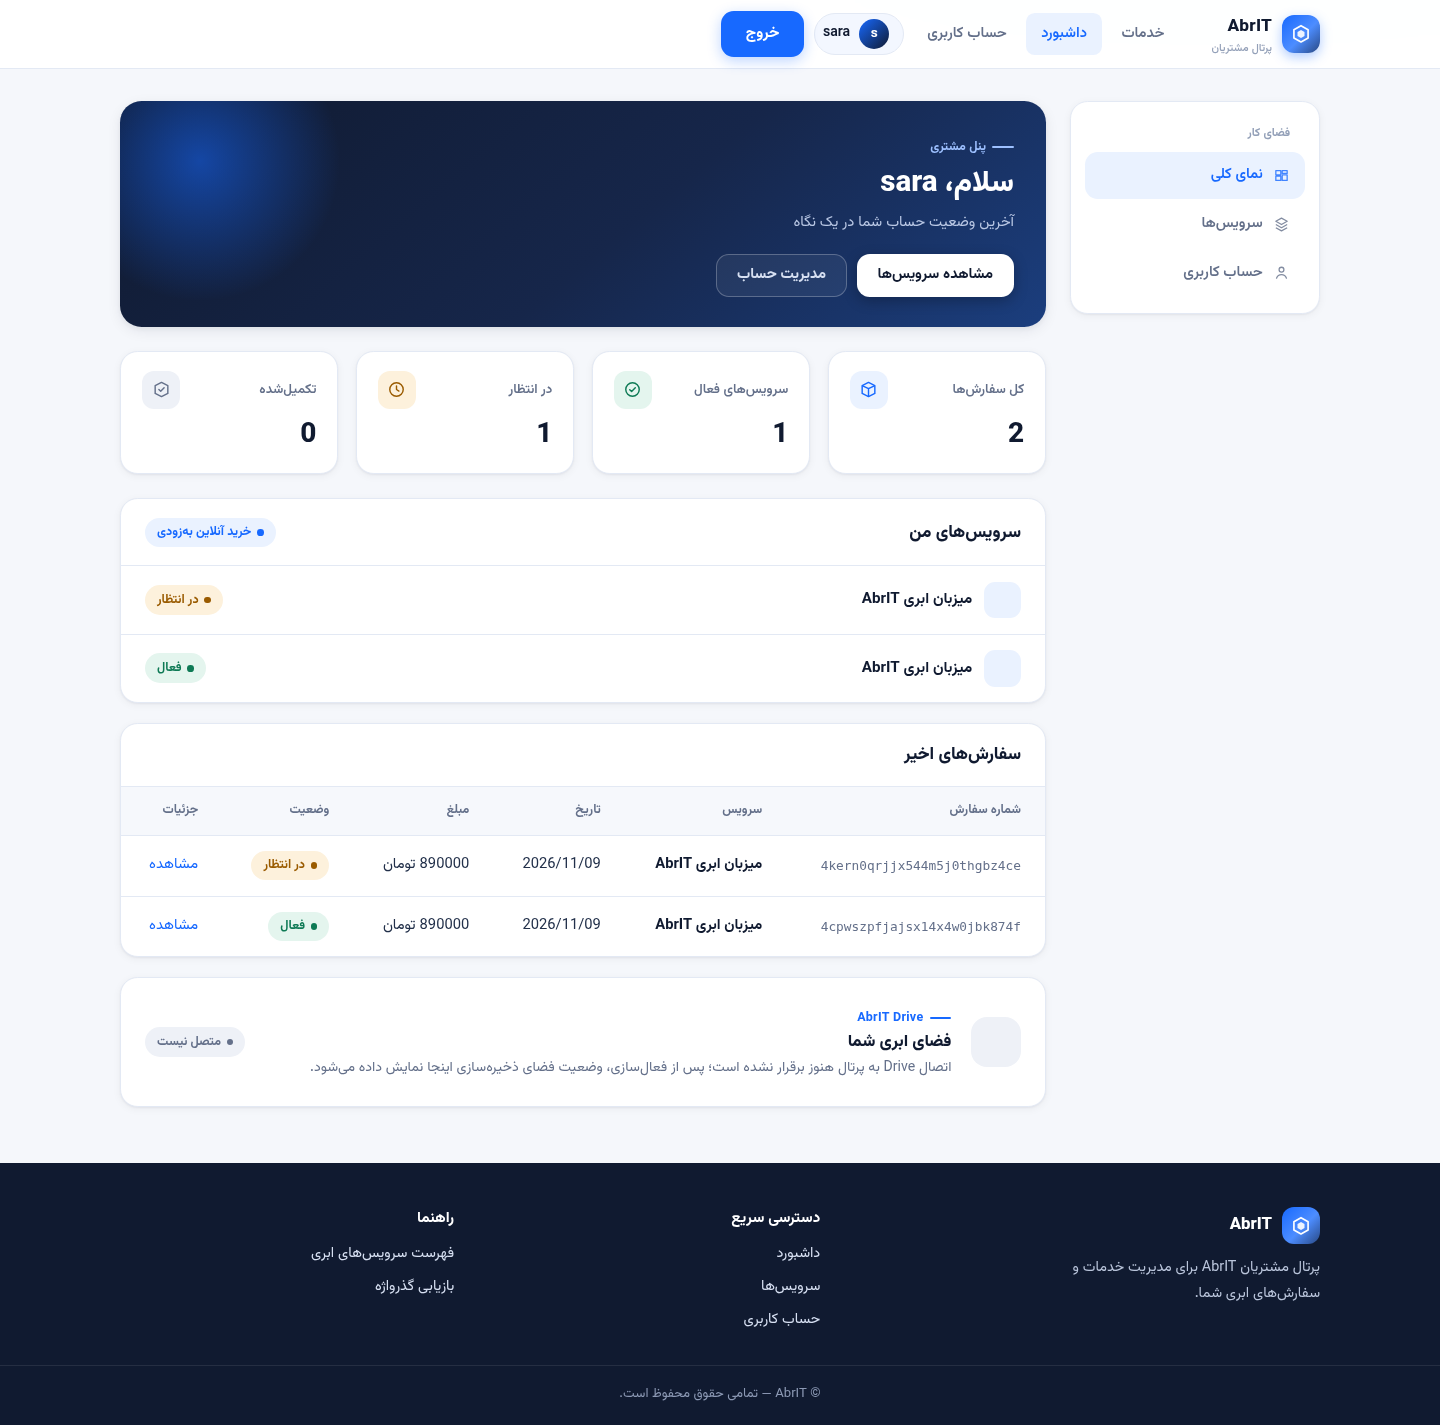 AbrIT
پرتال مشتریان
خدمات
داشبورد
حساب کاربری
s
sara
خروج
فضای کار
نمای کلی
سرویس‌ها
حساب کاربری
پنل مشتری
سلام، sara
آخرین وضعیت حساب شما در یک نگاه
مشاهده سرویس‌ها
مدیریت حساب
کل سفارش‌ها
2
سرویس‌های فعال
1
در انتظار
1
تکمیل‌شده
0
سرویس‌های من
خرید آنلاین به‌زودی
میزبان ابری AbrIT
در انتظار
میزبان ابری AbrIT
فعال
سفارش‌های اخیر
شماره سفارش سرویس تاریخ مبلغ وضعیت جزئیات
4kern0qrjjx544m5j0thgbz4ce میزبان ابری AbrIT 2026/11/09 890000 تومان در انتظار مشاهده
4cpwszpfjajsx14x4w0jbk874f میزبان ابری AbrIT 2026/11/09 890000 تومان فعال مشاهده
AbrIT Drive
فضای ابری شما
اتصال Drive به پرتال هنوز برقرار نشده است؛ پس از فعال‌سازی، وضعیت فضای ذخیره‌سازی اینجا نمایش داده می‌شود.
متصل نیست
AbrIT
پرتال مشتریان AbrIT برای مدیریت خدمات و
سفارش‌های ابری شما.
دسترسی سریع
داشبورد
سرویس‌ها
حساب کاربری
راهنما
فهرست سرویس‌های ابری
بازیابی گذرواژه
© AbrIT — تمامی حقوق محفوظ است.